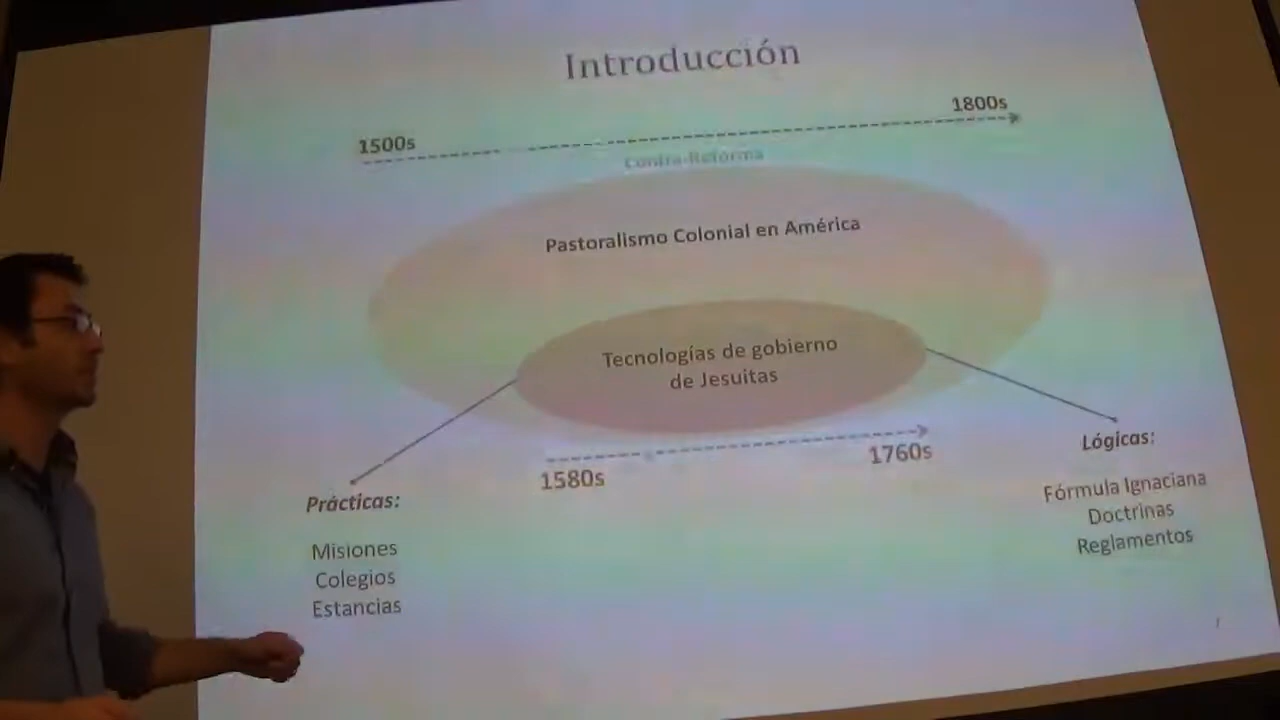 Introducción
1500s
1800s
Contra-Reforma
Pastoralismo Colonial en América
Tecnologías de gobierno
de Jesuitas
1580s
1760s
Prácticas:
Misiones
Colegios
Estancias
Lógicas:
Fórmula Ignaciana
Doctrinas
Reglamentos